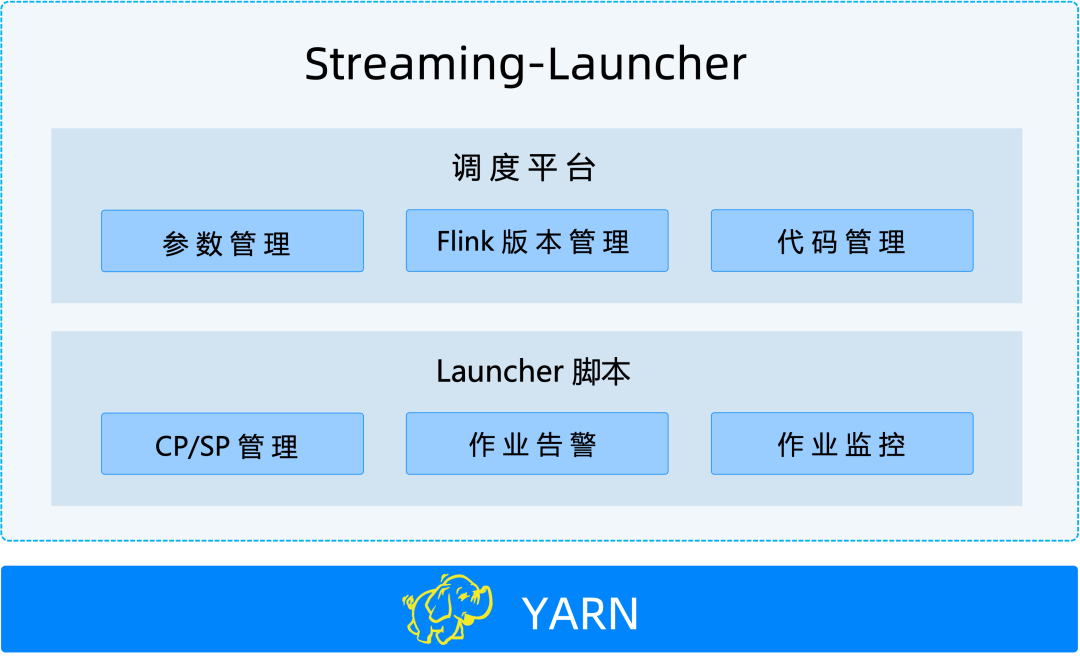 Streaming-Launcher
调度平台
参数管理
Flink 版本管理
代码管理
Launcher 脚本
CP/SP 管理
作业告警
作业监控
YARN